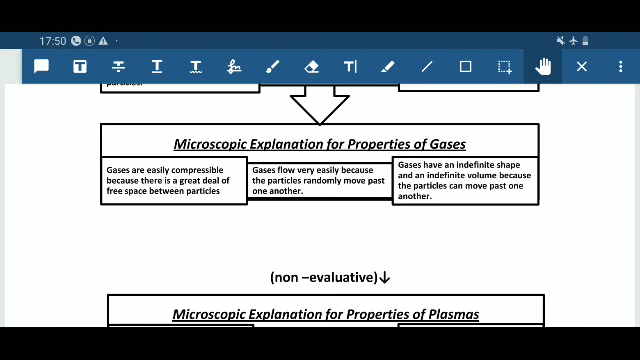 17:50
particles.
Microscopic Explanation for Properties of Gases
Gases are easily compressible
because there is a great deal of
free space between particles
Gases flow very easily because
the particles randomly move past
one another.
Gases have an indefinite shape
and an indefinite volume because
the particles can move past one
another.
(non –evaluative)↓
Microscopic Explanation for Properties of Plasmas